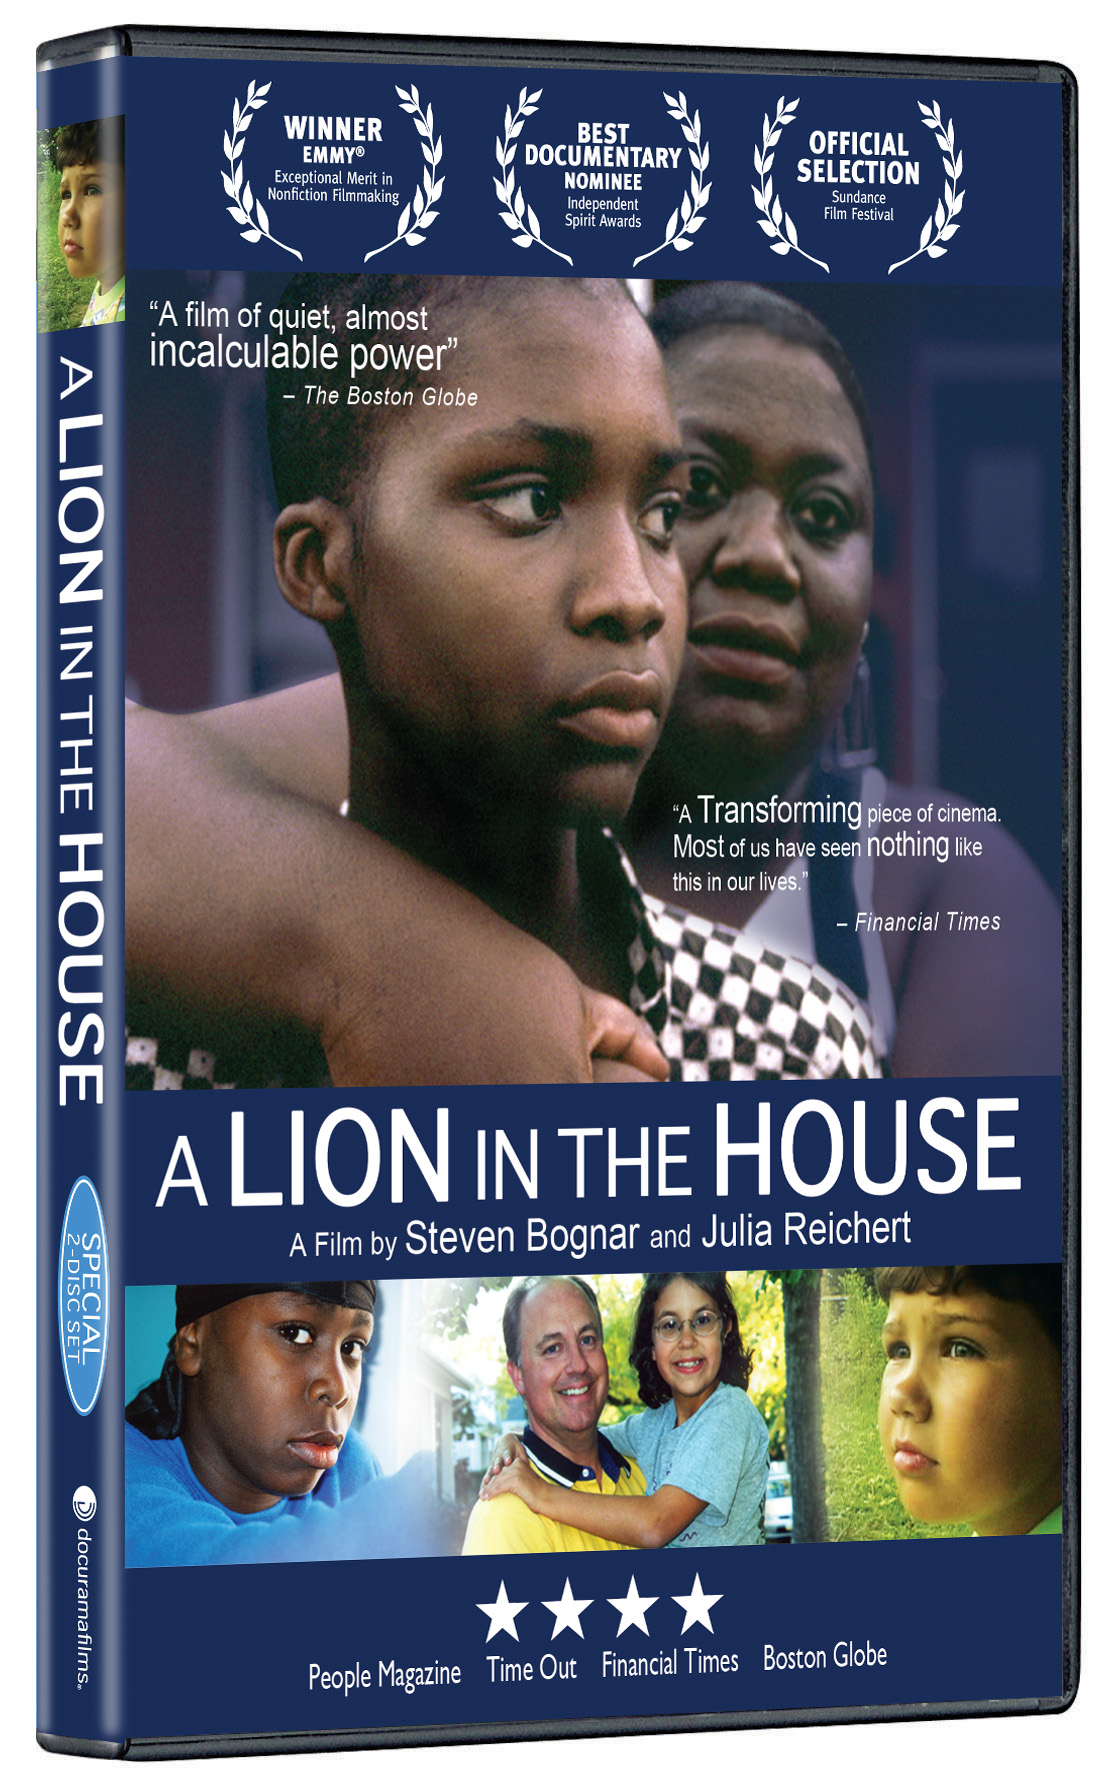 WINNER
EMMY®
Exceptional Merit in
Nonfiction Filmmaking
BEST
DOCUMENTARY
NOMINEE
Independent
Spirit Awards
OFFICIAL
SELECTION
Sundance
Film Festival
“A film of quiet, almost
incalculable power”
– The Boston Globe
“A Transforming piece of cinema.
Most of us have seen nothing like
this in our lives.”
– Financial Times
A LION IN THE HOUSE
A Film by Steven Bognar and Julia Reichert
People Magazine Time Out Financial Times Boston Globe
A LION IN THE HOUSE
SPECIAL
2-DISC SET
docuramafilms®